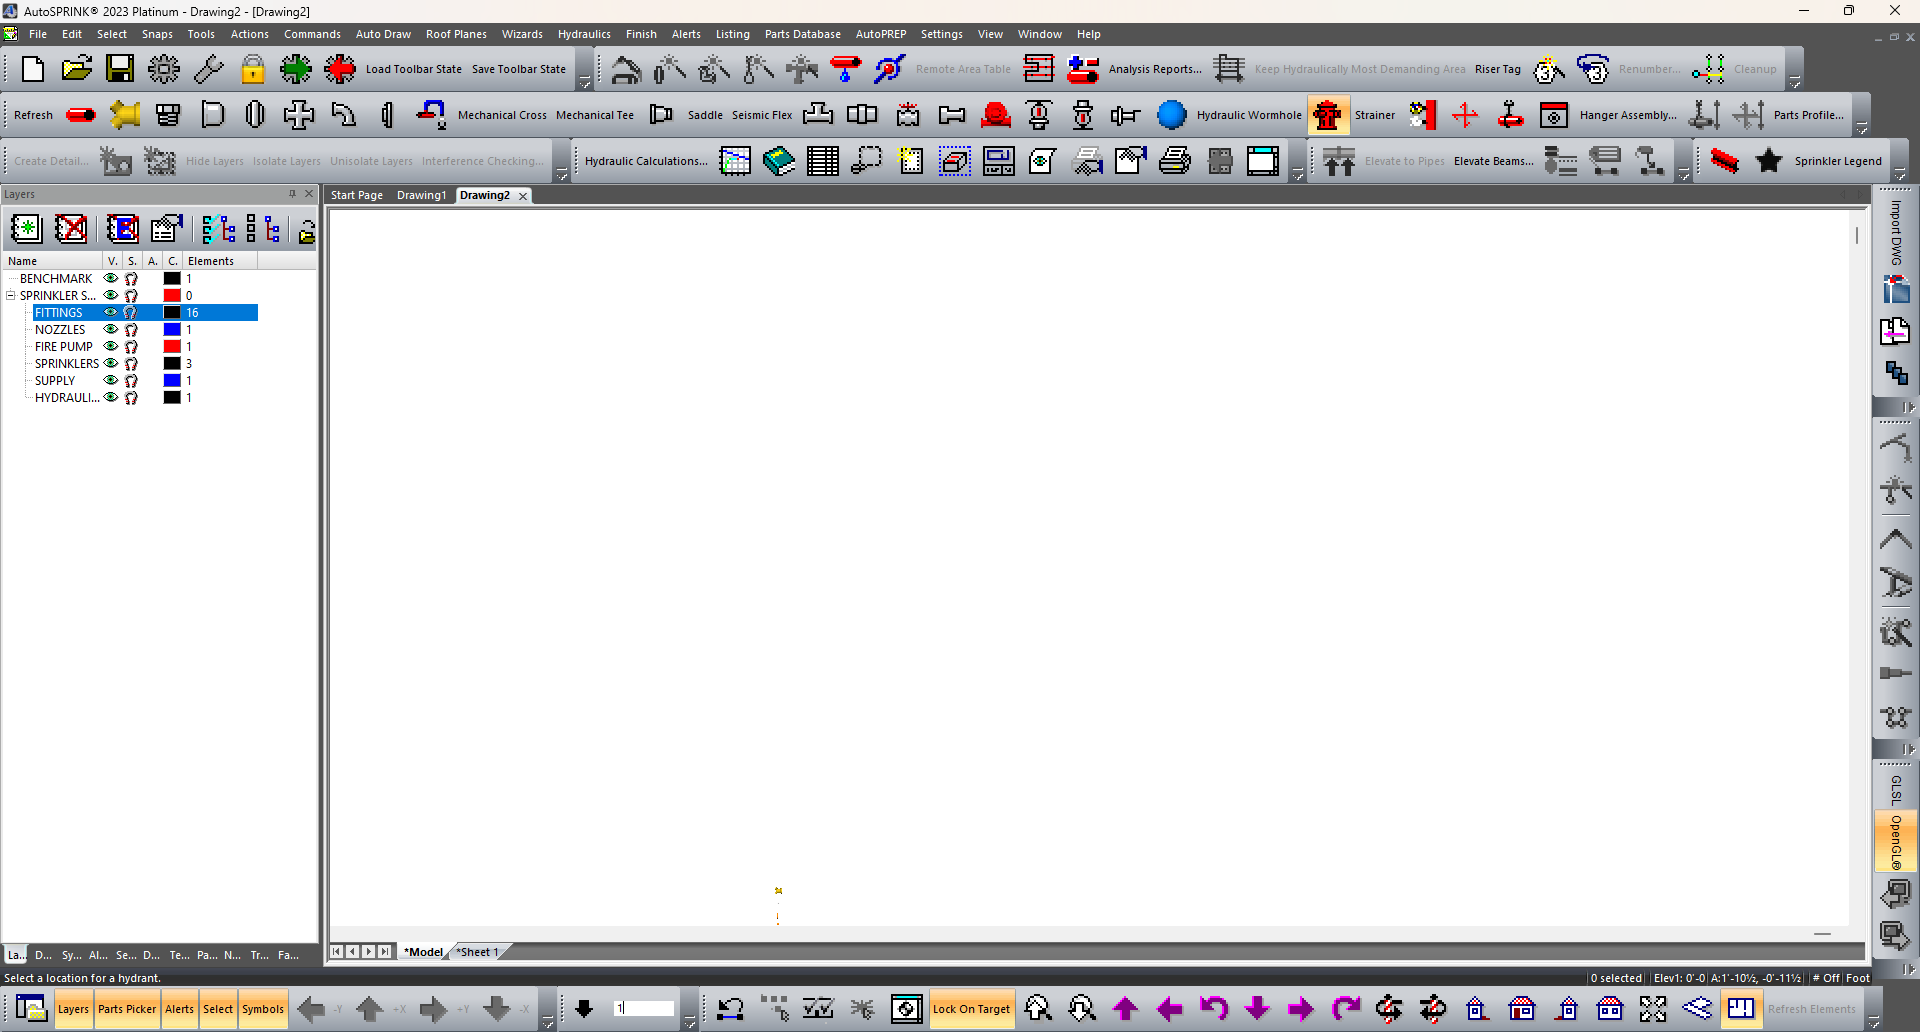 AutoSPRINK® 2023 Platinum - Drawing2 - [Drawing2]
File Edit Select Snaps Tools Actions Commands Auto Draw Roof Planes Wizards Hydraulics Finish Alerts Listing Parts Database AutoPREP Settings View Window Help
Load Toolbar State Save Toolbar State Remote Area Table Analysis Reports... Keep Hydraulically Most Demanding Area Riser Tag Renumber... Cleanup
Refresh Mechanical Cross Mechanical Tee Saddle Seismic Flex Hydraulic Wormhole Strainer Hanger Assembly... Parts Profile...
Create Detail... Hide Layers Isolate Layers Unisolate Layers Interference Checking... Hydraulic Calculations... Elevate to Pipes Elevate Beams... Sprinkler Legend
Layers
Start Page Drawing1 Drawing2
Import DWG
Name V. S. A. C. Elements
BENCHMARK 1
SPRINKLER S... 0
FITTINGS 16
NOZZLES 1
FIRE PUMP 1
SPRINKLERS 3
SUPPLY 1
HYDRAULI... 1
GLSL
OpenGL®
La... D... Sy... Al... Se... D... Te... Pa... N... Tr... Fa...
*Model *Sheet 1
Select a location for a hydrant.
0 selected Elev1: 0'-0 A:1'-10½, -0'-11½ # Off Foot
Layers Parts Picker Alerts Select Symbols -Y +X +Y -X 1 Lock On Target Refresh Elements